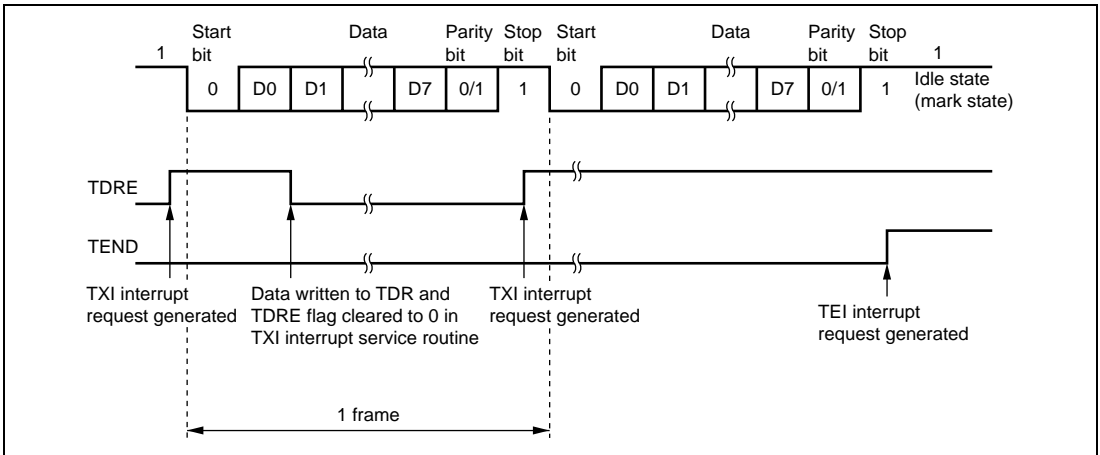 Start Data Parity Stop Start Data Parity Stop
1 bit bit bit bit bit bit 1
0 D0 D1 D7 0/1 1 0 D0 D1 D7 0/1 1 Idle state
(mark state)
TDRE
TEND
TXI interrupt
request generated
Data written to TDR and
TDRE flag cleared to 0 in
TXI interrupt service routine
TXI interrupt
request generated
TEI interrupt
request generated
1 frame